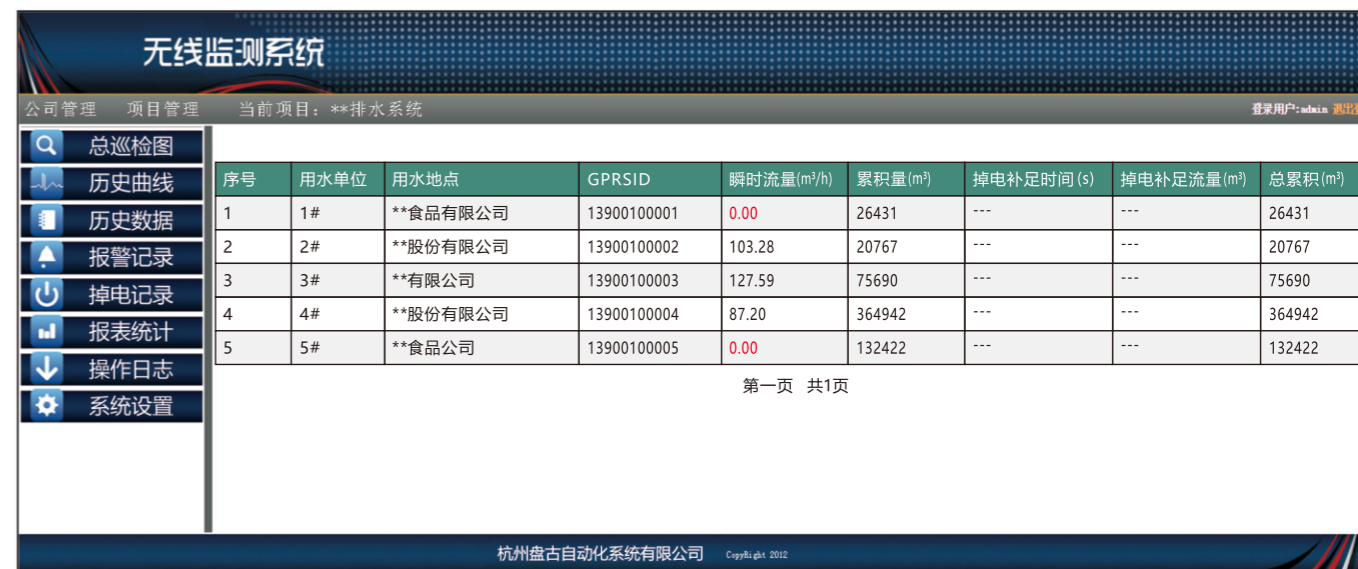 无线监测系统
公司管理 项目管理 当前项目：**排水系统 登录用户:admin 退出
总巡检图
历史曲线
历史数据
报警记录
掉电记录
报表统计
操作日志
系统设置
序号 用水单位 用水地点 GPRSID 瞬时流量(m³/h) 累积量(m³) 掉电补足时间(s) 掉电补足流量(m³) 总累积(m³)
1 1# **食品有限公司 13900100001 0.00 26431 --- --- 26431
2 2# **股份有限公司 13900100002 103.28 20767 --- --- 20767
3 3# **有限公司 13900100003 127.59 75690 --- --- 75690
4 4# **股份有限公司 13900100004 87.20 364942 --- --- 364942
5 5# **食品公司 13900100005 0.00 132422 --- --- 132422
第一页 共1页
杭州盘古自动化系统有限公司 CopyRight 2012